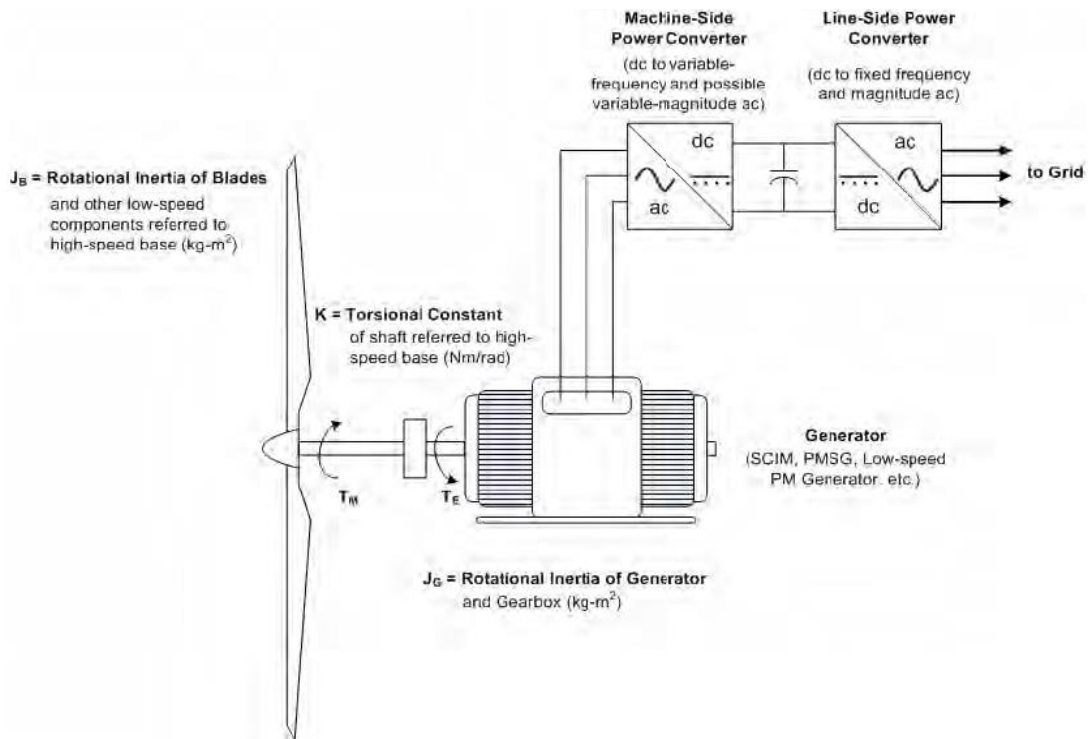 Machine-Side
Power Converter
(dc to variable-
frequency and possible
variable-magnitude ac)
Line-Side Power
Converter
(dc to fixed frequency
and magnitude ac)
dc
ac
ac
dc
to Grid
J_B = Rotational Inertia of Blades
and other low-speed
components referred to
high-speed base (kg-m²)
K = Torsional Constant
of shaft referred to high-
speed base (Nm/rad)
T_M
T_E
Generator
(SCIM, PMSG, Low-speed
PM Generator, etc.)
J_G = Rotational Inertia of Generator
and Gearbox (kg-m²)